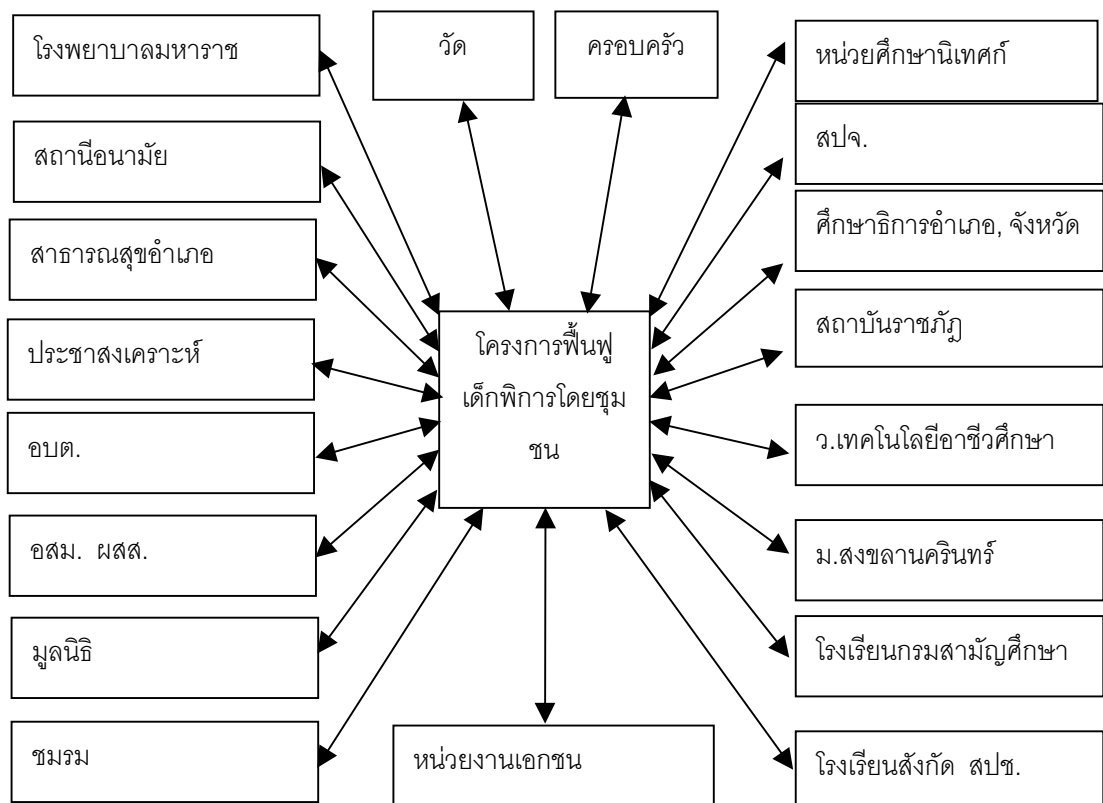 โรงพยาบาลมหาราช
วัด
ครอบครัว
หน่วยศึกษานิเทศก์
สถานีอนามัย
สปจ.
สาธารณสุขอำเภอ
ศึกษาธิการอำเภอ, จังหวัด
ประชาสงเคราะห์
โครงการฟื้นฟู
เด็กพิการโดยชุม
ชน
สถาบันราชภัฏ
อบต.
ว.เทคโนโลยีอาชีวศึกษา
อสม. ผสส.
ม.สงขลานครินทร์
มูลนิธิ
โรงเรียนกรมสามัญศึกษา
ชมรม
หน่วยงานเอกชน
โรงเรียนสังกัด สปช.